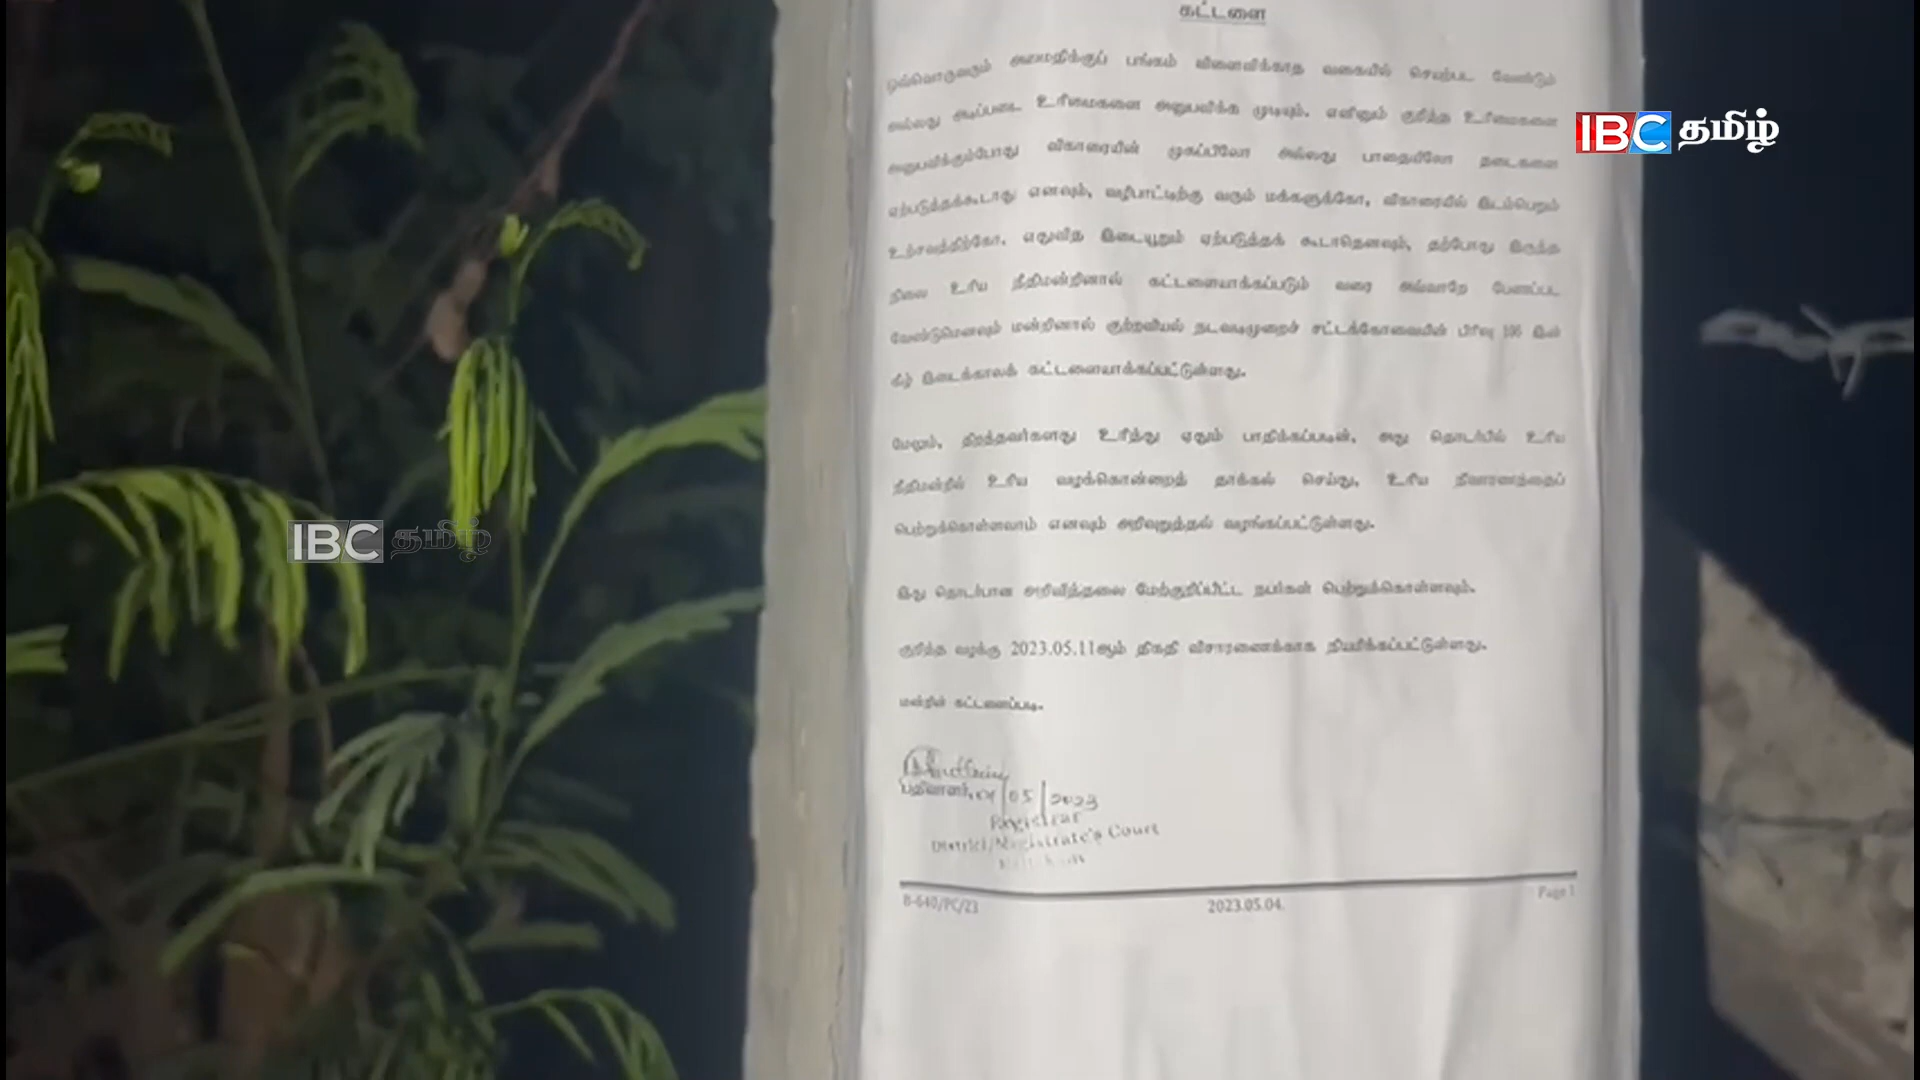 கட்டளை
IBC தமிழ்
ஒவ்வொருவரும் அமைதிக்குப் பங்கம் விளைவிக்காத வகையில் செயற்பட வேண்டும்
அல்லது அடிப்படை உரிமைகளை அனுபவிக்க முடியும். எனினும் குறித்த உரிமைகளை
அனுபவிக்கும்போது விகாரையின் முகப்பிலோ அல்லது பாதையிலோ தடைகளை
ஏற்படுத்தக்கூடாது எனவும், வழிபாட்டிற்கு வரும் மக்களுக்கோ, விகாரையில் இடம்பெறும்
உற்சவத்திற்கோ, எதுவித இடையூறும் ஏற்படுத்தக் கூடாதெனவும், தற்போது இருந்த
நிலை உரிய நீதிமன்றினால் கட்டளையாக்கப்படும் வரை அவ்வாறே பேணப்பட
வேண்டுமெனவும் மன்றினால் குற்றவியல் நடவடிமுறைச் சட்டக்கோவையின் பிரிவு 106 இன்
கீழ் இடைக்காலக் கட்டளையாக்கப்பட்டுள்ளது.
மேலும், திறத்தவர்களது உரித்து ஏதும் பாதிக்கப்படின், அது தொடர்பில் உரிய
நீதிமன்றில் உரிய வழக்கொன்றைத் தாக்கல் செய்து, உரிய நிவாரணத்தைப்
பெற்றுக்கொள்ளலாம் எனவும் அறிவுறுத்தல் வழங்கப்பட்டுள்ளது.
IBC தமிழ்
இது தொடர்பான அறிவித்தலை மேற்குறிப்பிட்ட நபர்கள் பெற்றுக்கொள்ளவும்.
குறித்த வழக்கு 2023.05.11ஆம் திகதி விசாரணைக்காக நியமிக்கப்பட்டுள்ளது.
மன்றின் கட்டளைப்படி.
பதிவாளர்,04/05/2023
Registrar
District/Magistrate's Court
B-640/PC/23 2023.05.04. Page 1